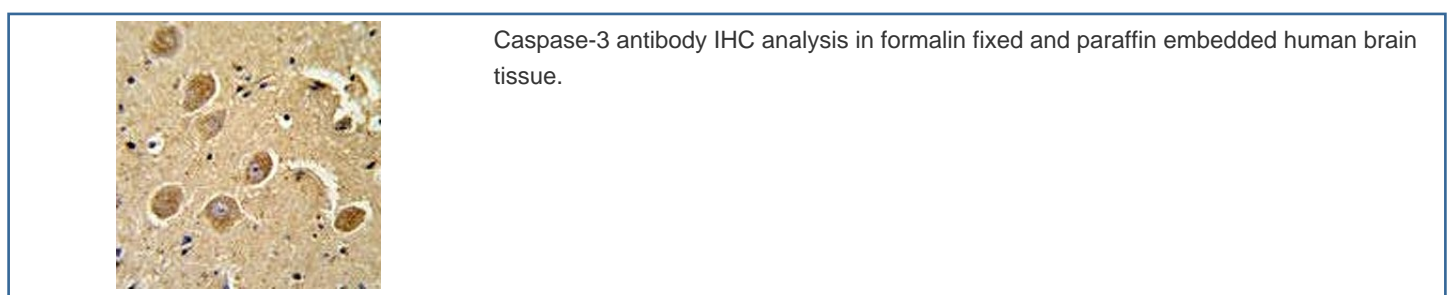 Caspase-3 antibody IHC analysis in formalin fixed and paraffin embedded human brain
tissue.